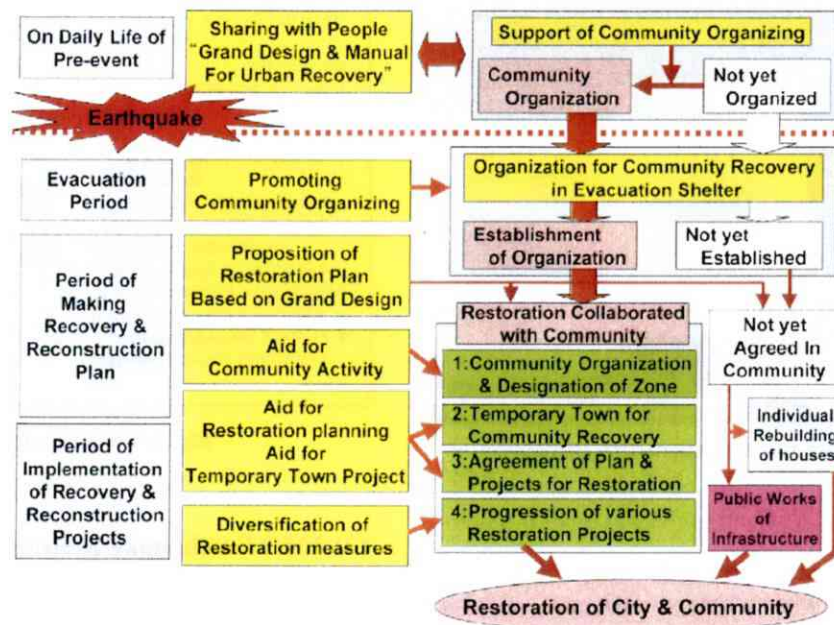 On Daily Life of
Pre-event
Sharing with People
"Grand Design & Manual
For Urban Recovery"
Support of Community Organizing
Community
Organization
Not yet
Organized
Earthquake
Evacuation
Period
Promoting
Community Organizing
Organization for Community Recovery
in Evacuation Shelter
Establishment
of Organization
Not yet
Established
Period of
Making
Recovery &
Reconstruction
Plan
Proposition of
Restoration Plan
Based on Grand Design
Restoration Collaborated
with Community
Not yet
Agreed In
Community
Aid for
Community Activity
1:Community Organization
& Designation of Zone
Aid for
Restoration planning
Aid for
Temporary Town Project
2:Temporary Town for
Community Recovery
Individual
Rebuilding
of houses
3:Agreement of Plan &
Projects for Restoration
Period of
Implementation
of Recovery &
Reconstruction
Projects
Diversification of
Restoration measures
4:Progression of various
Restoration Projects
Public Works
of
Infrastructure
Restoration of City & Community